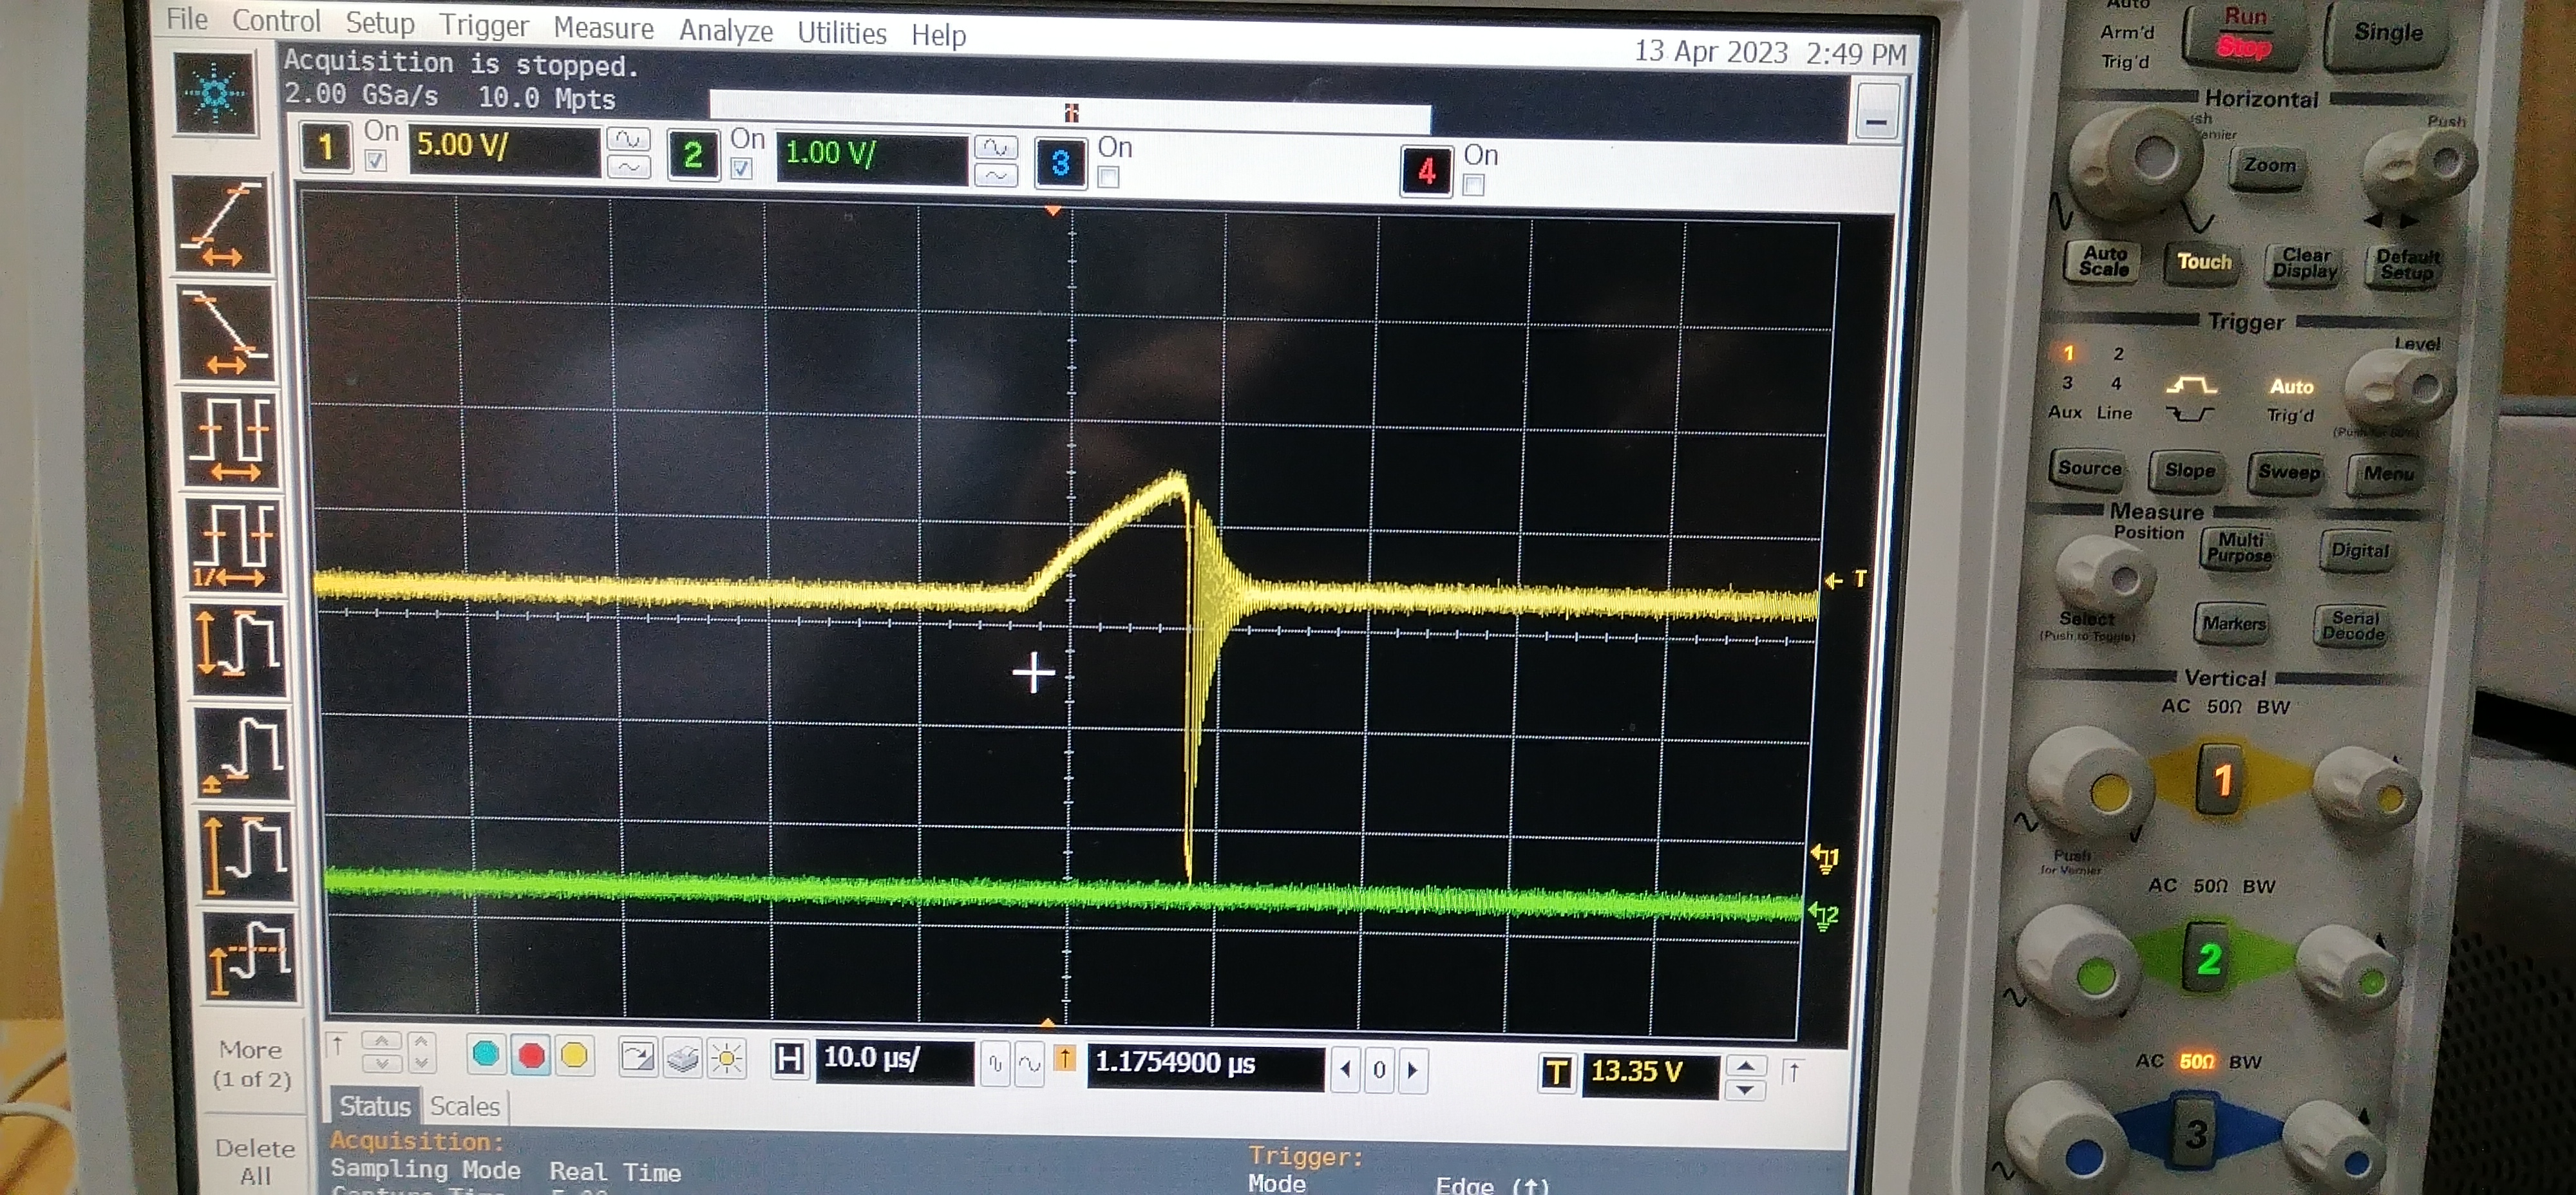 File Control Setup Trigger Measure Analyze Utilities Help
13 Apr 2023 2:49 PM
Acquisition is stopped.
2.00 GSa/s 10.0 Mpts
1 On 5.00 V/ 2 On 1.00 V/ 3 On 4 On
T
1/
1
2
More
(1 of 2)
Delete
All
H 10.0 µs/ 1.1754900 µs 0 T 13.35 V
Status Scales
Acquisition:
Sampling Mode Real Time
Trigger:
Mode Edge (↑)
Auto
Arm'd
Trig'd
Run
Stop
Single
Horizontal
Push
Zoom
Auto
Scale
Touch
Clear
Display
Default
Setup
Trigger
Level
1 2
3 4
Aux Line
Auto
Trig'd
Source Slope Sweep Menu
Measure
Position
Multi
Purpose
Digital
Select
(Push to Toggle)
Markers
Serial
Decode
Vertical
AC 50Ω BW
1
Push
for Vernier
AC 50Ω BW
2
AC 50Ω BW
3